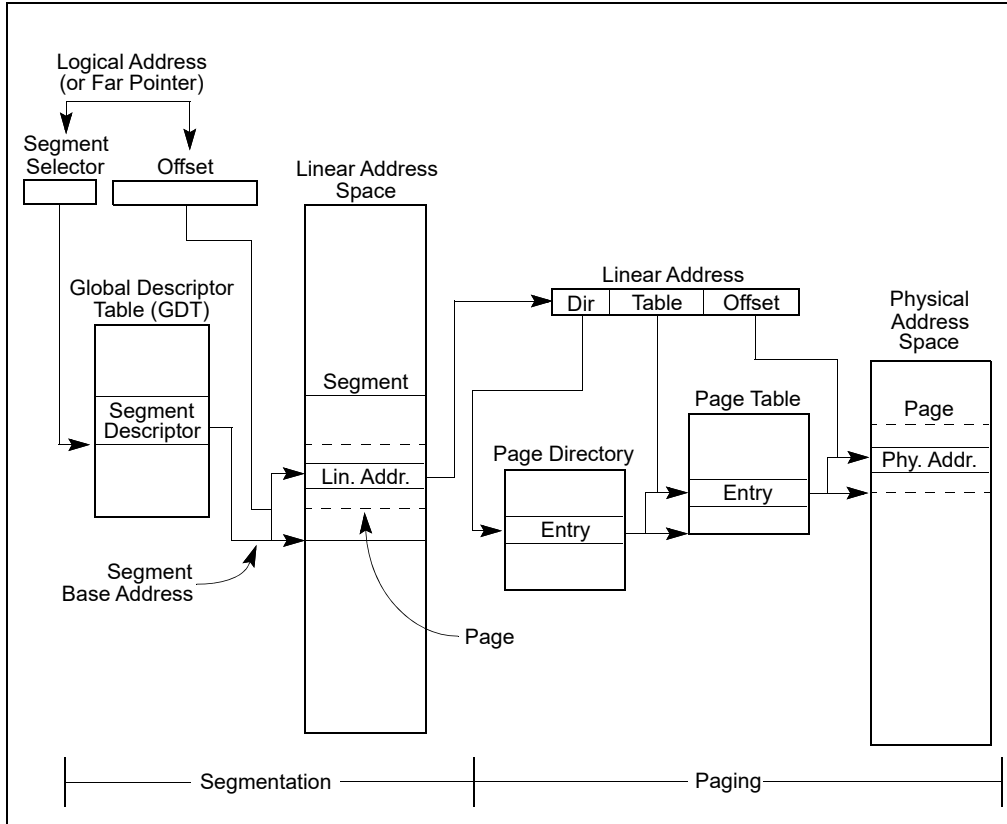 Logical Address
(or Far Pointer)
Segment
Selector
Offset
Linear Address
Space
Global Descriptor
Table (GDT)
Segment
Descriptor
Segment
Lin. Addr.
Segment
Base Address
Page
Linear Address
Dir
Table
Offset
Page Directory
Entry
Page Table
Entry
Physical
Address
Space
Page
Phy. Addr.
Segmentation
Paging